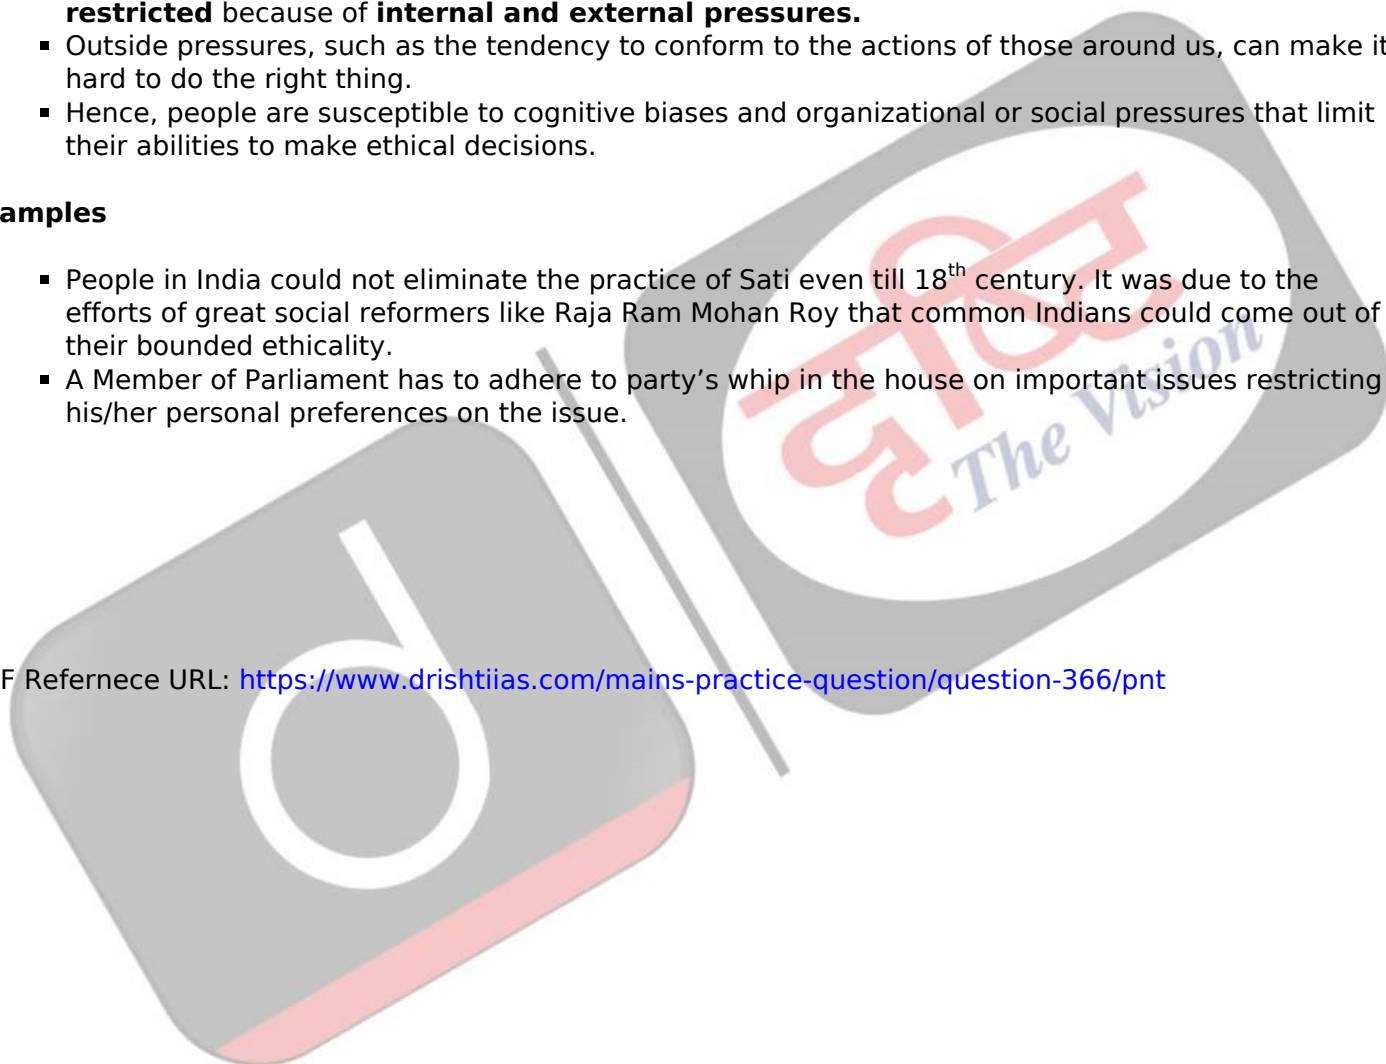 restricted because of internal and external pressures.
▪ Outside pressures, such as the tendency to conform to the actions of those around us, can make it
hard to do the right thing.
▪ Hence, people are susceptible to cognitive biases and organizational or social pressures that limit
their abilities to make ethical decisions.
amples
▪ People in India could not eliminate the practice of Sati even till 18th century. It was due to the
efforts of great social reformers like Raja Ram Mohan Roy that common Indians could come out of
their bounded ethicality.
▪ A Member of Parliament has to adhere to party’s whip in the house on important issues restricting
his/her personal preferences on the issue.
दृष्टि
The Vision
d
F Refernece URL: https://www.drishtiias.com/mains-practice-question/question-366/pnt